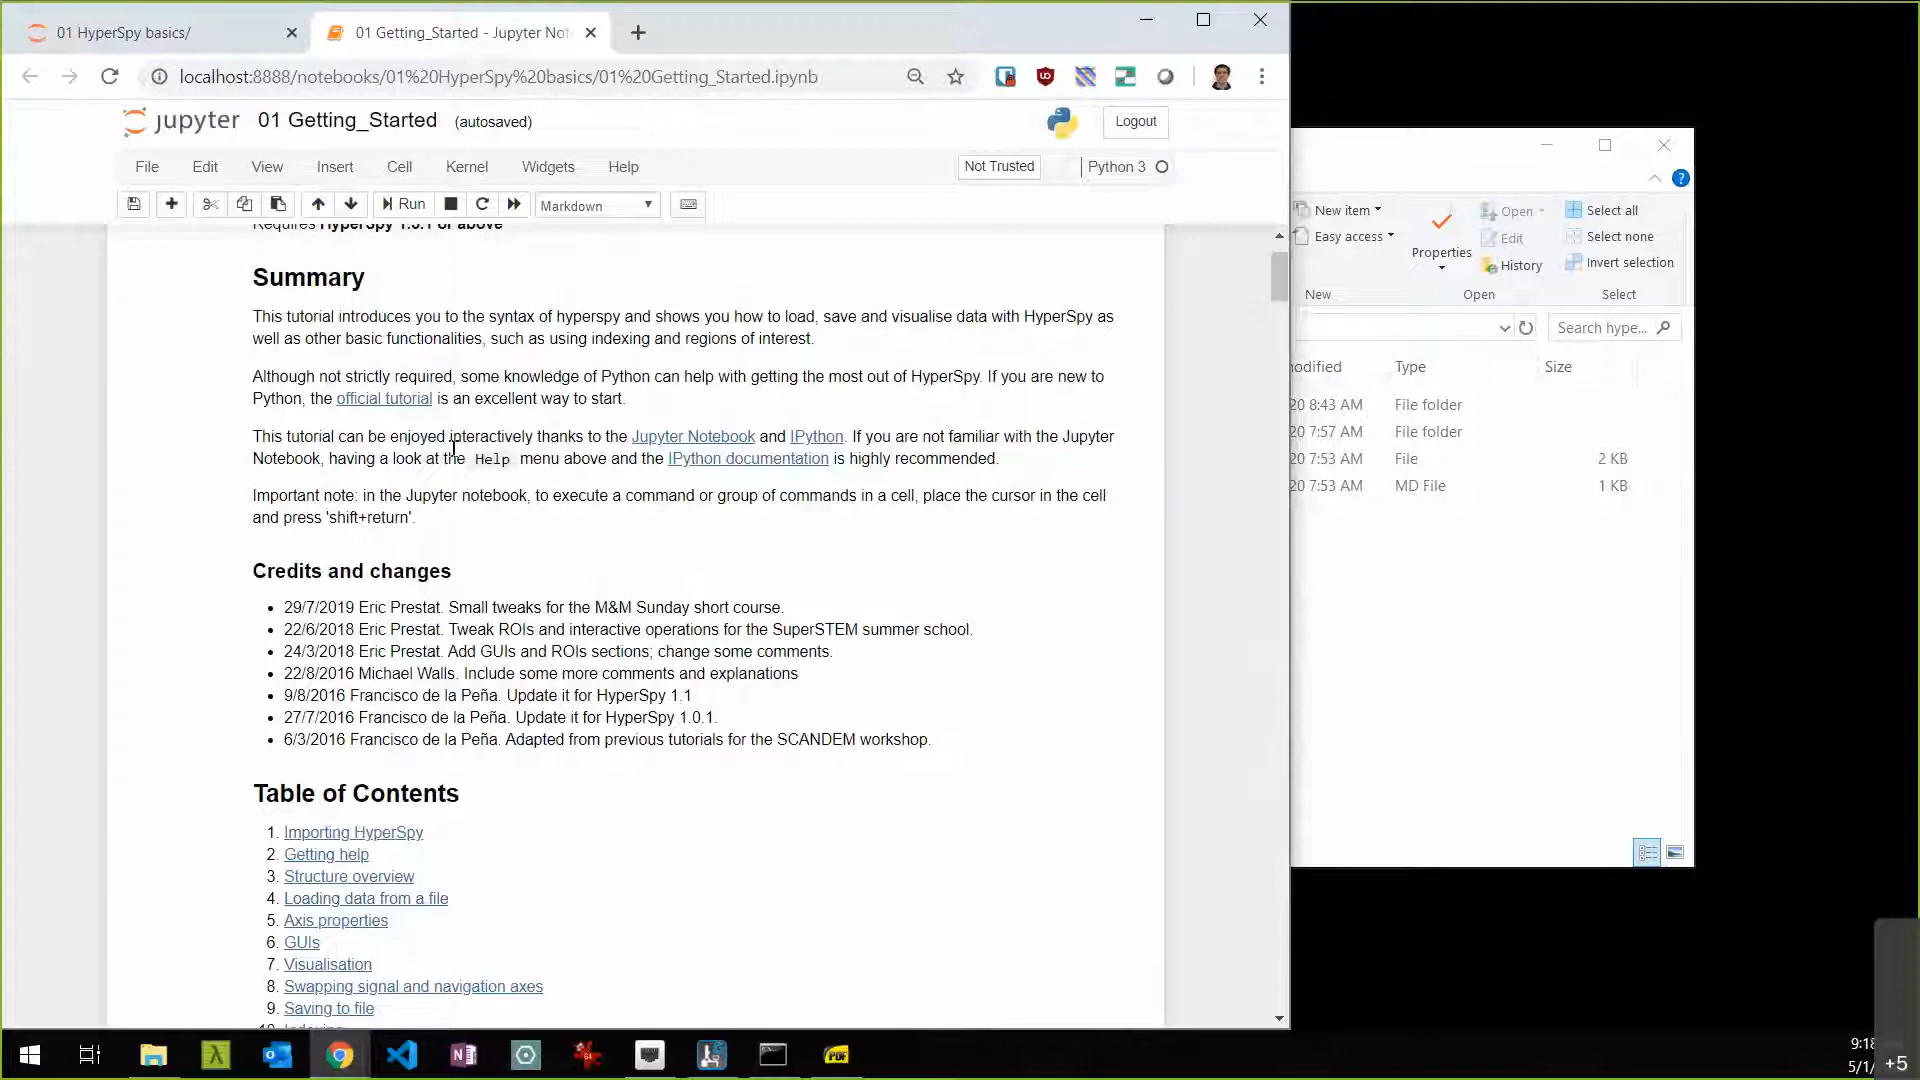 01 HyperSpy basics/
01 Getting_Started - Jupyter Not
localhost:8888/notebooks/01%20HyperSpy%20basics/01%20Getting_Started.ipynb
jupyter 01 Getting_Started (autosaved)
Logout
File Edit View Insert Cell Kernel Widgets Help
Not Trusted
Python 3
Run
Markdown
Requires HyperSpy 1.5.1 or above
Summary
This tutorial introduces you to the syntax of hyperspy and shows you how to load, save and visualise data with HyperSpy as
well as other basic functionalities, such as using indexing and regions of interest.
Although not strictly required, some knowledge of Python can help with getting the most out of HyperSpy. If you are new to
Python, the official tutorial is an excellent way to start.
This tutorial can be enjoyed interactively thanks to the Jupyter Notebook and IPython. If you are not familiar with the Jupyter
Notebook, having a look at the Help menu above and the IPython documentation is highly recommended.
Important note: in the Jupyter notebook, to execute a command or group of commands in a cell, place the cursor in the cell
and press 'shift+return'.
Credits and changes
• 29/7/2019 Eric Prestat. Small tweaks for the M&M Sunday short course.
• 22/6/2018 Eric Prestat. Tweak ROIs and interactive operations for the SuperSTEM summer school.
• 24/3/2018 Eric Prestat. Add GUIs and ROIs sections; change some comments.
• 22/8/2016 Michael Walls. Include some more comments and explanations
• 9/8/2016 Francisco de la Peña. Update it for HyperSpy 1.1
• 27/7/2016 Francisco de la Peña. Update it for HyperSpy 1.0.1.
• 6/3/2016 Francisco de la Peña. Adapted from previous tutorials for the SCANDEM workshop.
Table of Contents
1. Importing HyperSpy
2. Getting help
3. Structure overview
4. Loading data from a file
5. Axis properties
6. GUIs
7. Visualisation
8. Swapping signal and navigation axes
9. Saving to file
10. Indexing
New item
Easy access
New
Properties
Open
Edit
History
Open
Select all
Select none
Invert selection
Select
Search hype...
nodified Type Size
20 8:43 AM File folder
20 7:57 AM File folder
20 7:53 AM File 2 KB
20 7:53 AM MD File 1 KB
PDF
9:18
5/1/
+5